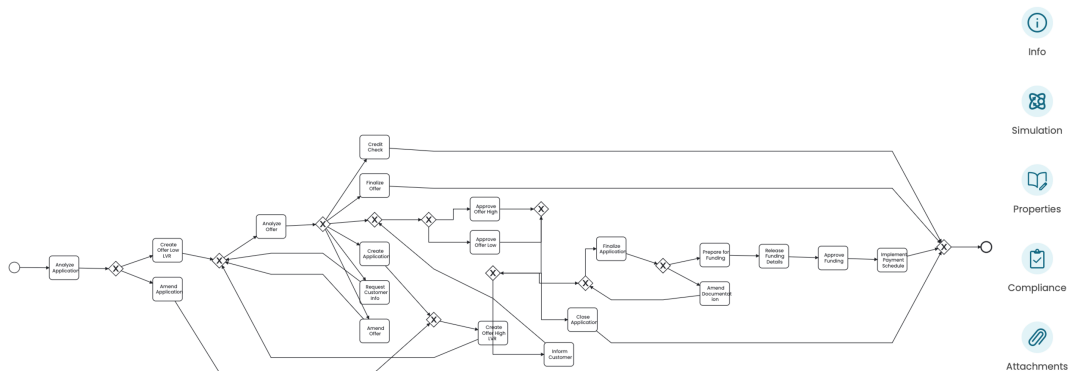 Info
Simulation
Properties
Compliance
Attachments
Credit
Check
Finalize
Offer
Approve
Offer High
Approve
Offer Low
Analyze
Offer
Create
Offer Low
LVR
Create
Application
Finalize
Application
Prepare for
Funding
Release
Funding
Details
Approve
Funding
Implement
Payment
Schedule
Analyze
Application
Amend
Application
Request
Customer
Info
Amend
Documentat
ion
Close
Application
Amend
Offer
Create
Offer High
LVR
Inform
Customer